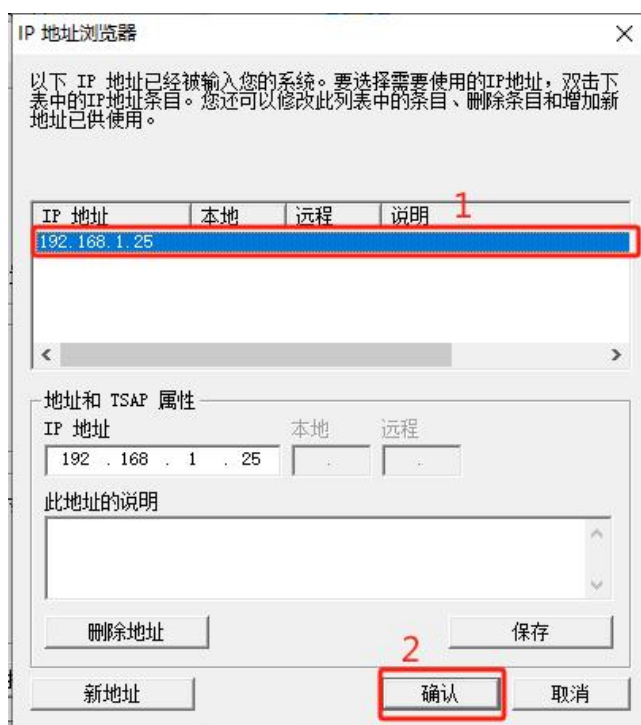 IP 地址浏览器
以下 IP 地址已经被输入您的系统。要选择需要使用的IP地址，双击下
表中的IP地址条目。您还可以修改此列表中的条目、删除条目和增加新
地址已供使用。
IP 地址 本地 远程 说明 1
192.168.1.25
地址和 TSAP 属性
IP 地址 本地 远程
192 . 168 . 1 . 25 . .
此地址的说明
删除地址 保存
2
新地址 确认 取消